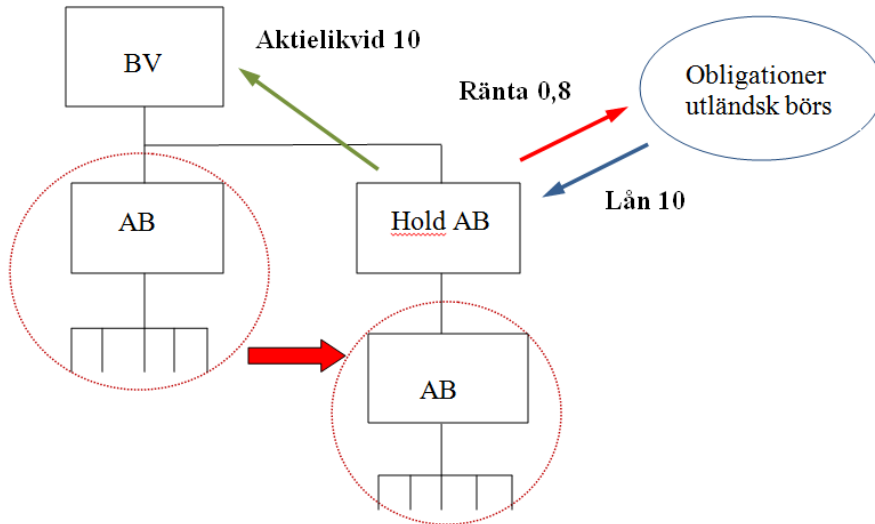 BV
Aktielikvid 10
Ränta 0,8
Obligationer
utländsk börs
Lån 10
AB
Hold AB
AB